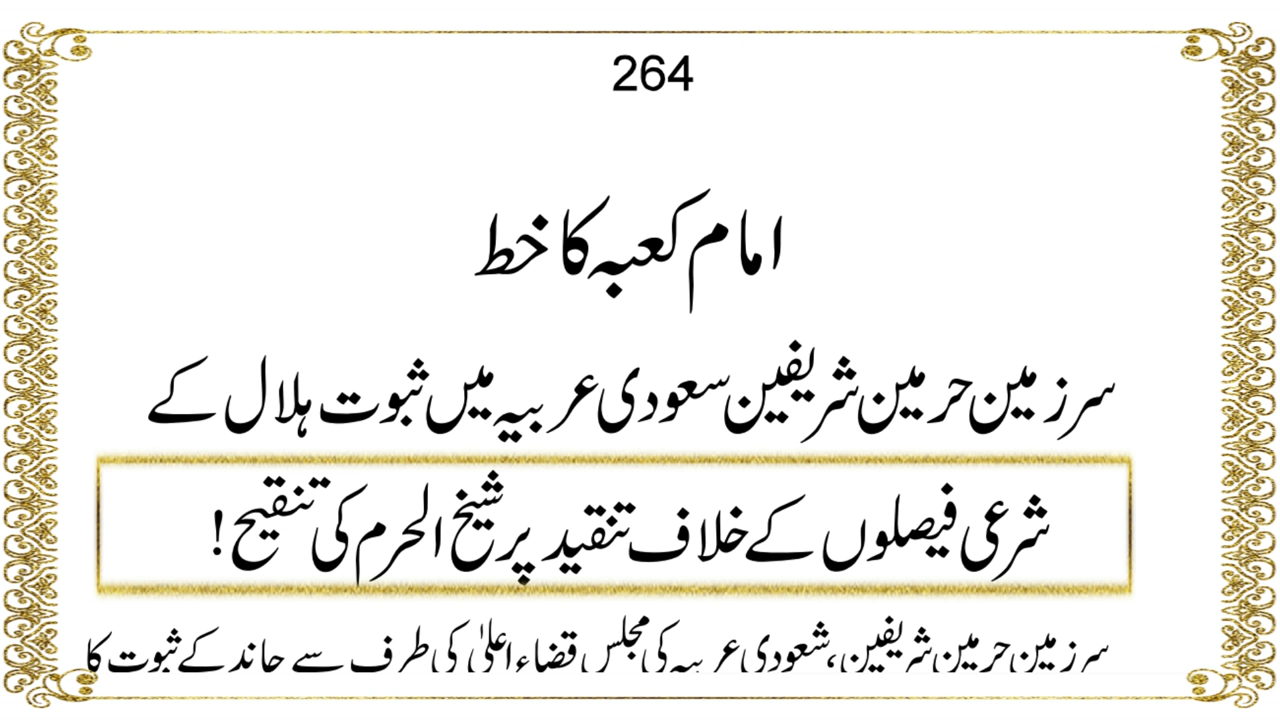 264
امام کعبہ کا خط
سرزمین حرمین شریفین سعودی عربیہ میں ثبوت ہلال کے
شرعی فیصلوں کے خلاف تنقید پر شیخ الحرم کی تنقیح!
سرزمین حرمین شریفین، سعودی عربیہ کی مجلس قضاء اعلیٰ کی طرف سے چاند کے ثبوت کا